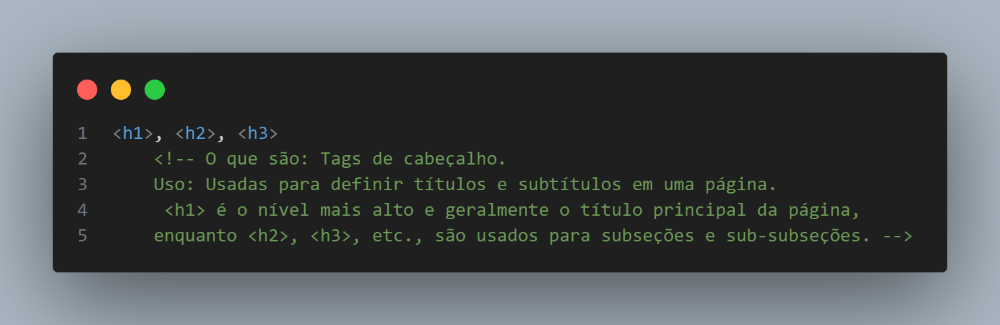 1 <h1>, <h2>, <h3>
2 <!-- O que são: Tags de cabeçalho.
3 Uso: Usadas para definir títulos e subtítulos em uma página.
4 <h1> é o nível mais alto e geralmente o título principal da página,
5 enquanto <h2>, <h3>, etc., são usados para subseções e sub-subseções. -->